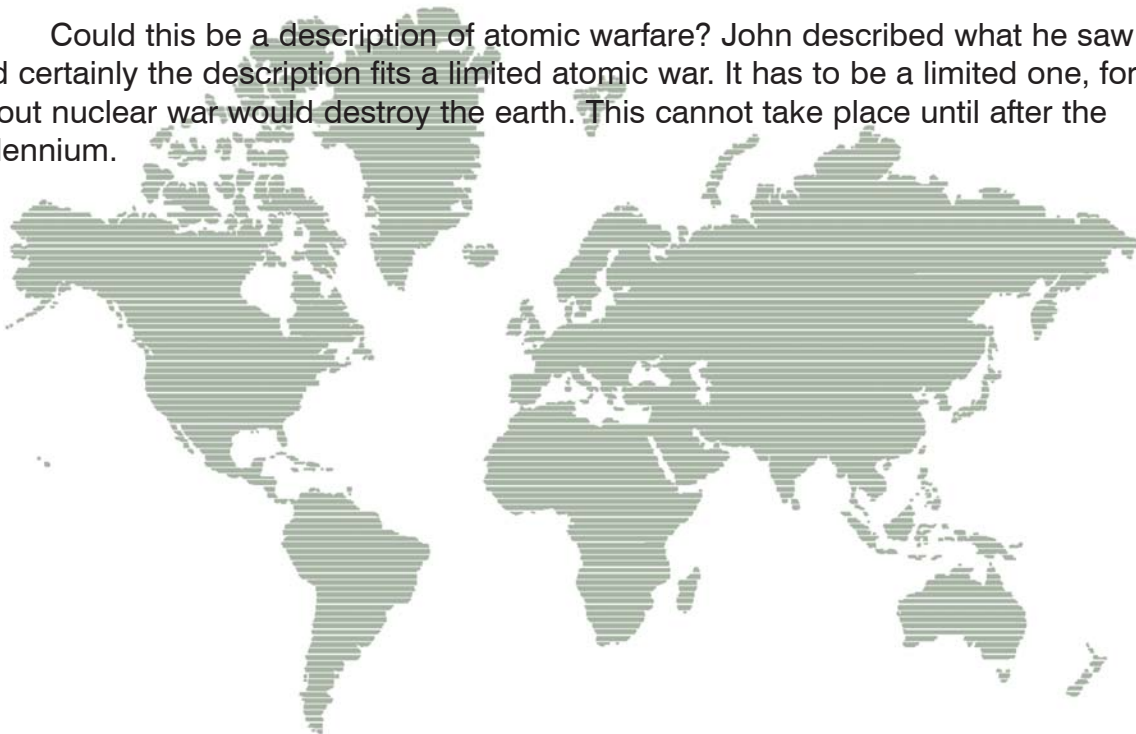 Could this be a description of atomic warfare? John described what he saw
d certainly the description fits a limited atomic war. It has to be a limited one, for
out nuclear war would destroy the earth. This cannot take place until after the
lennium.